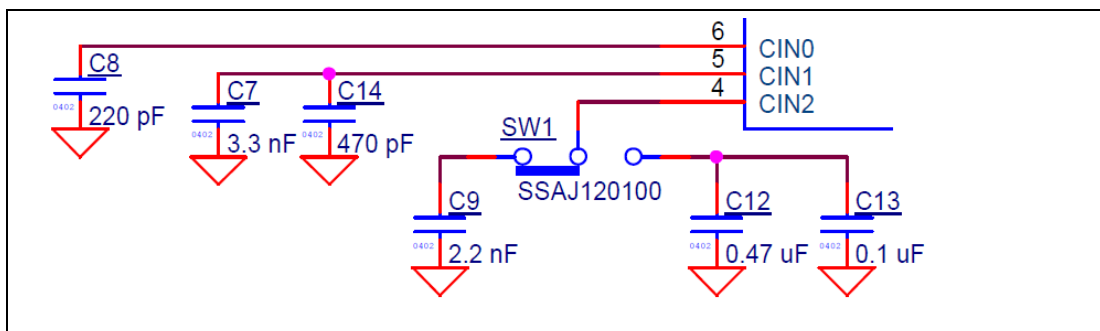 6
CIN0
C8
5
C7
C14
CIN1
4
CIN2
0402
220 pF
0402
3.3 nF
0402
470 pF
SW1
SSAJ120100
C9
C12
C13
0402
2.2 nF
0402
0.47 uF
0402
0.1 uF